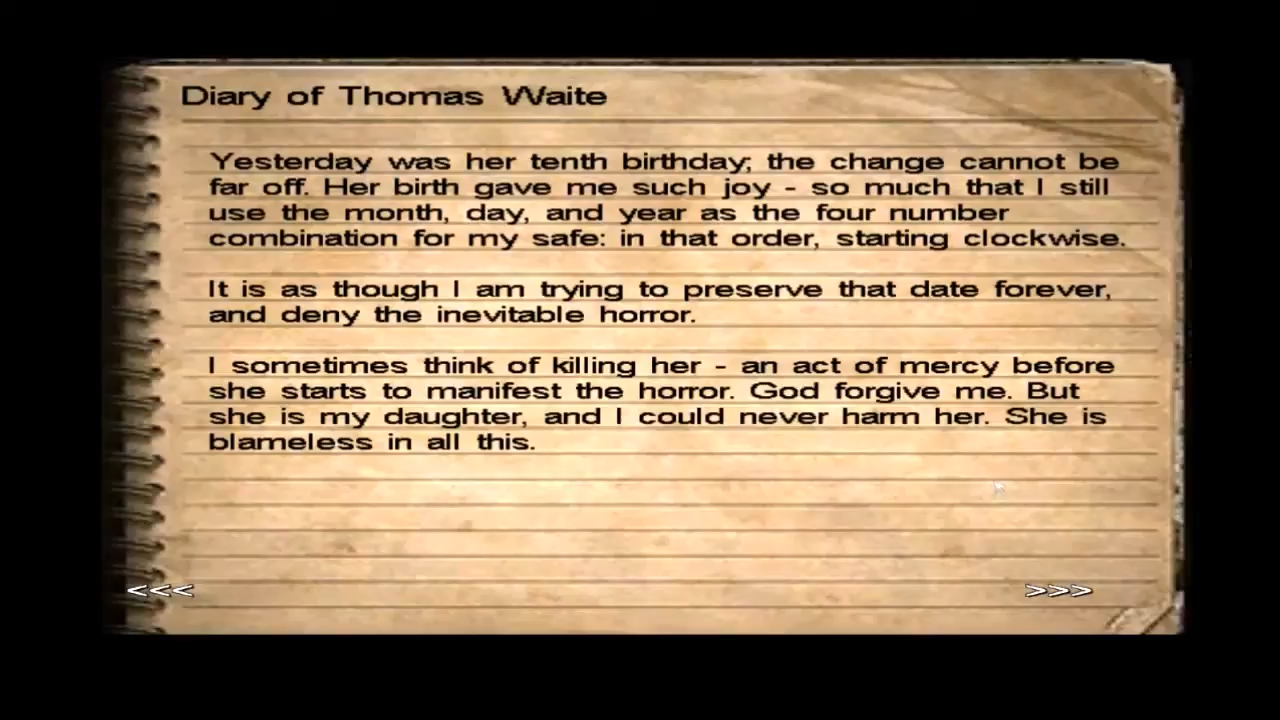 Diary of Thomas Waite
Yesterday was her tenth birthday; the change cannot be
far off. Her birth gave me such joy - so much that I still
use the month, day, and year as the four number
combination for my safe: in that order, starting clockwise.
It is as though I am trying to preserve that date forever,
and deny the inevitable horror.
I sometimes think of killing her - an act of mercy before
she starts to manifest the horror. God forgive me. But
she is my daughter, and I could never harm her. She is
blameless in all this.
<<< >>>